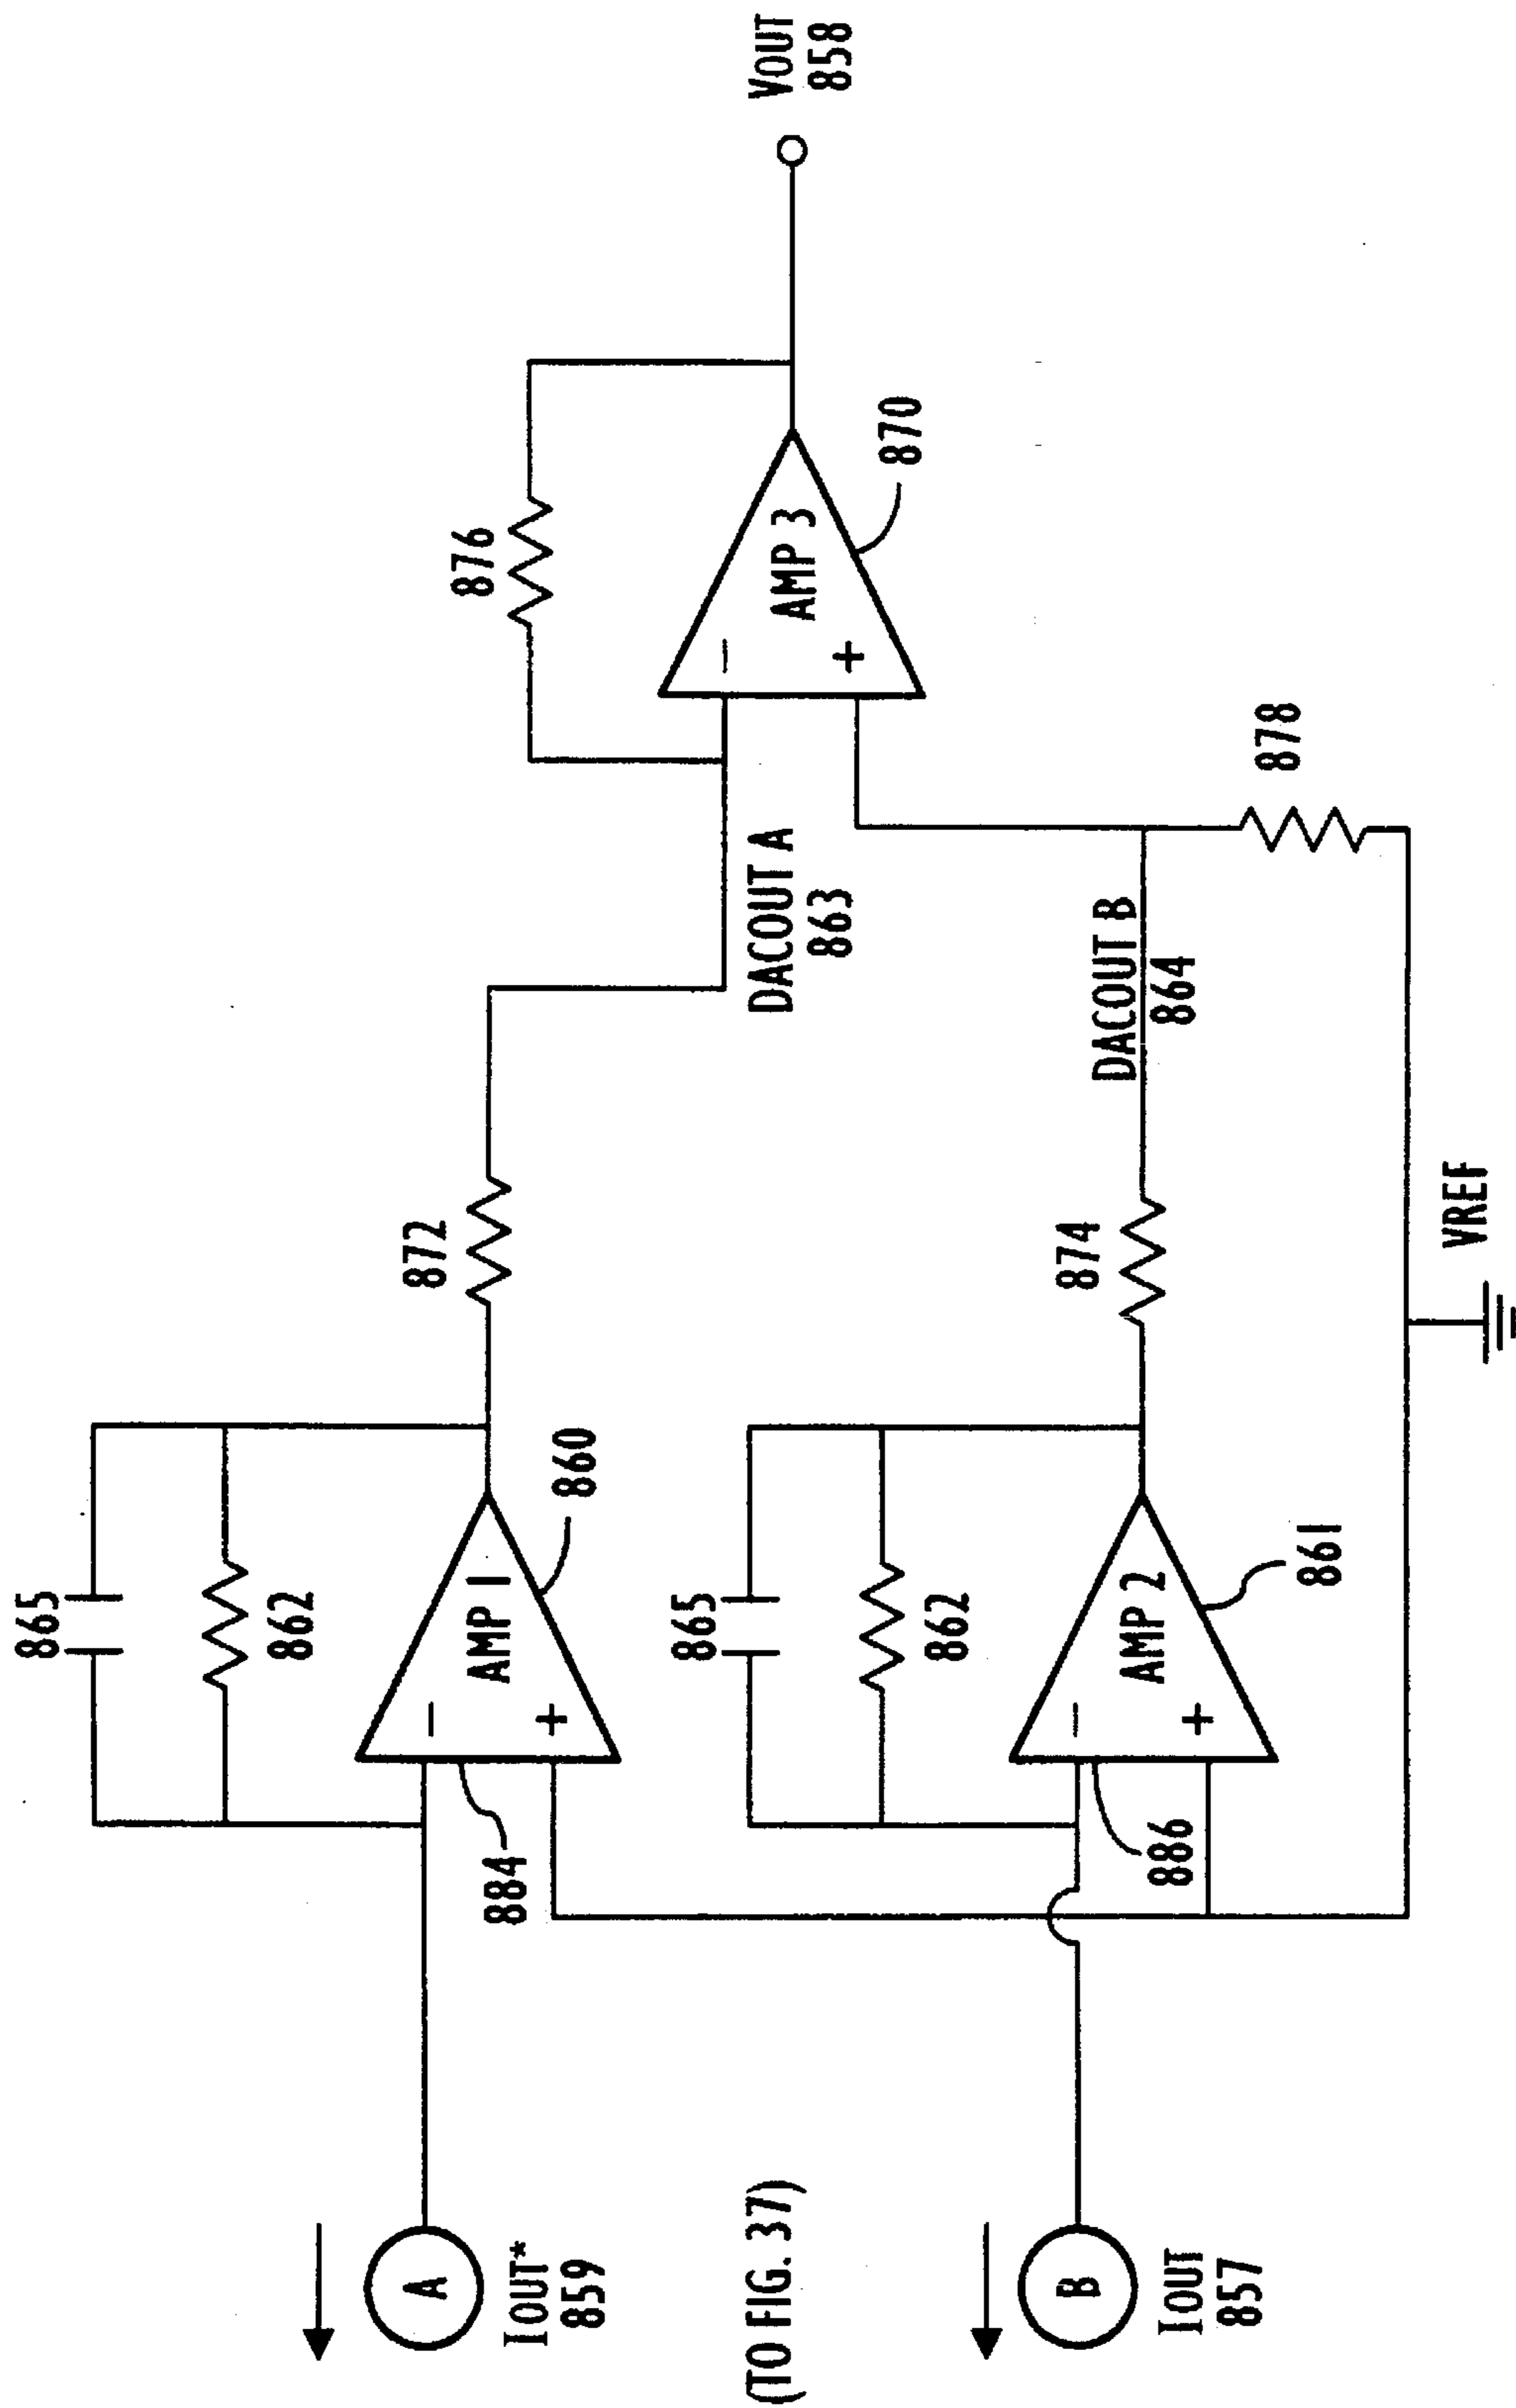 865
862
884
AMP 1
−
+
860
872
DACOUT A
863
876
AMP 3
−
+
870
VOUT
858
A
IOUT*
859
(TO FIG. 37)
865
862
886
AMP 2
−
+
861
874
DACOUT B
864
878
B
IOUT
857
VREF